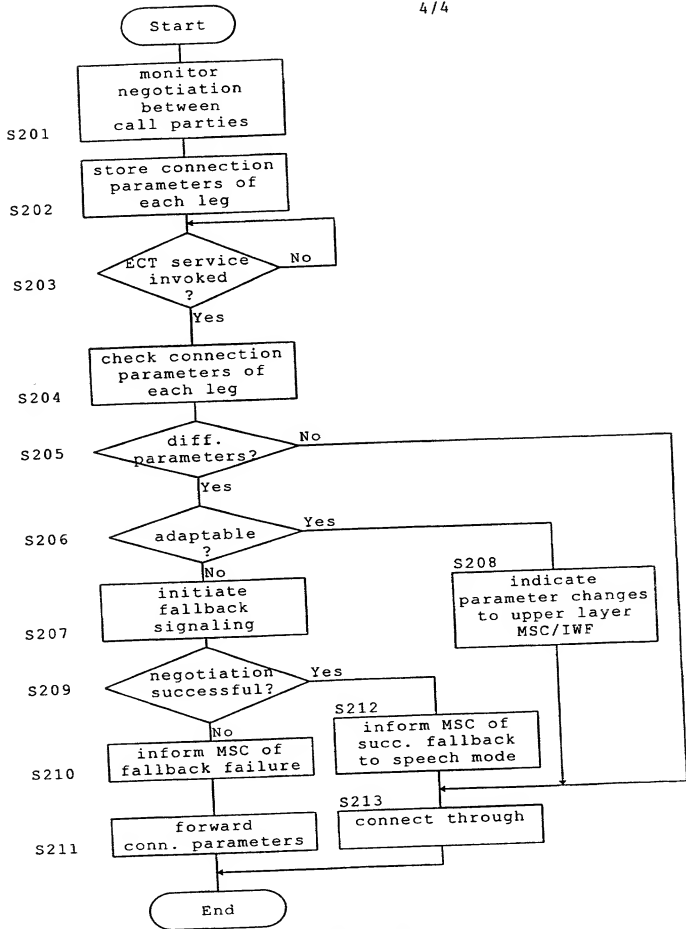 4/4
Start
monitor
negotiation
between
call parties
S201
store connection
parameters of
each leg
S202
ECT service
invoked
?
No
S203
Yes
check connection
parameters of
each leg
S204
diff.
parameters?
No
S205
Yes
adaptable
?
Yes
S206
No
S208
indicate
parameter changes
to upper layer
MSC/IWF
initiate
fallback
signaling
S207
negotiation
successful?
Yes
S209
No
S212
inform MSC of
succ. fallback
to speech mode
inform MSC of
fallback failure
S210
S213
connect through
forward
conn. parameters
S211
End